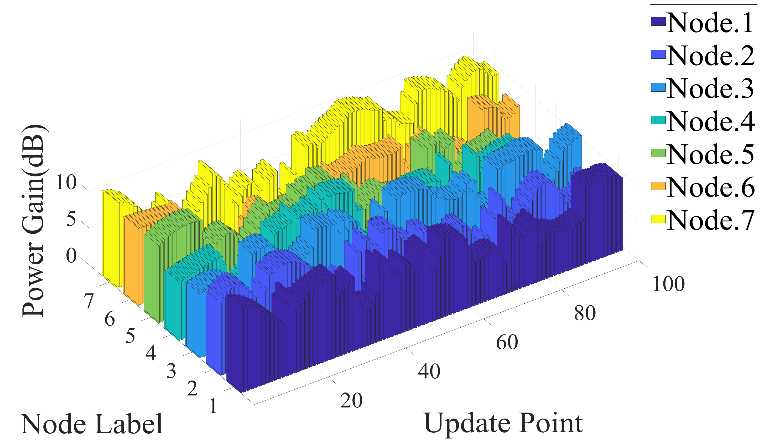 Node.1
Node.2
Node.3
Node.4
Node.5
Node.6
Node.7
Power Gain(dB)
10
5
0
7
6
5
4
3
2
1
Node Label
20
40
60
80
100
Update Point